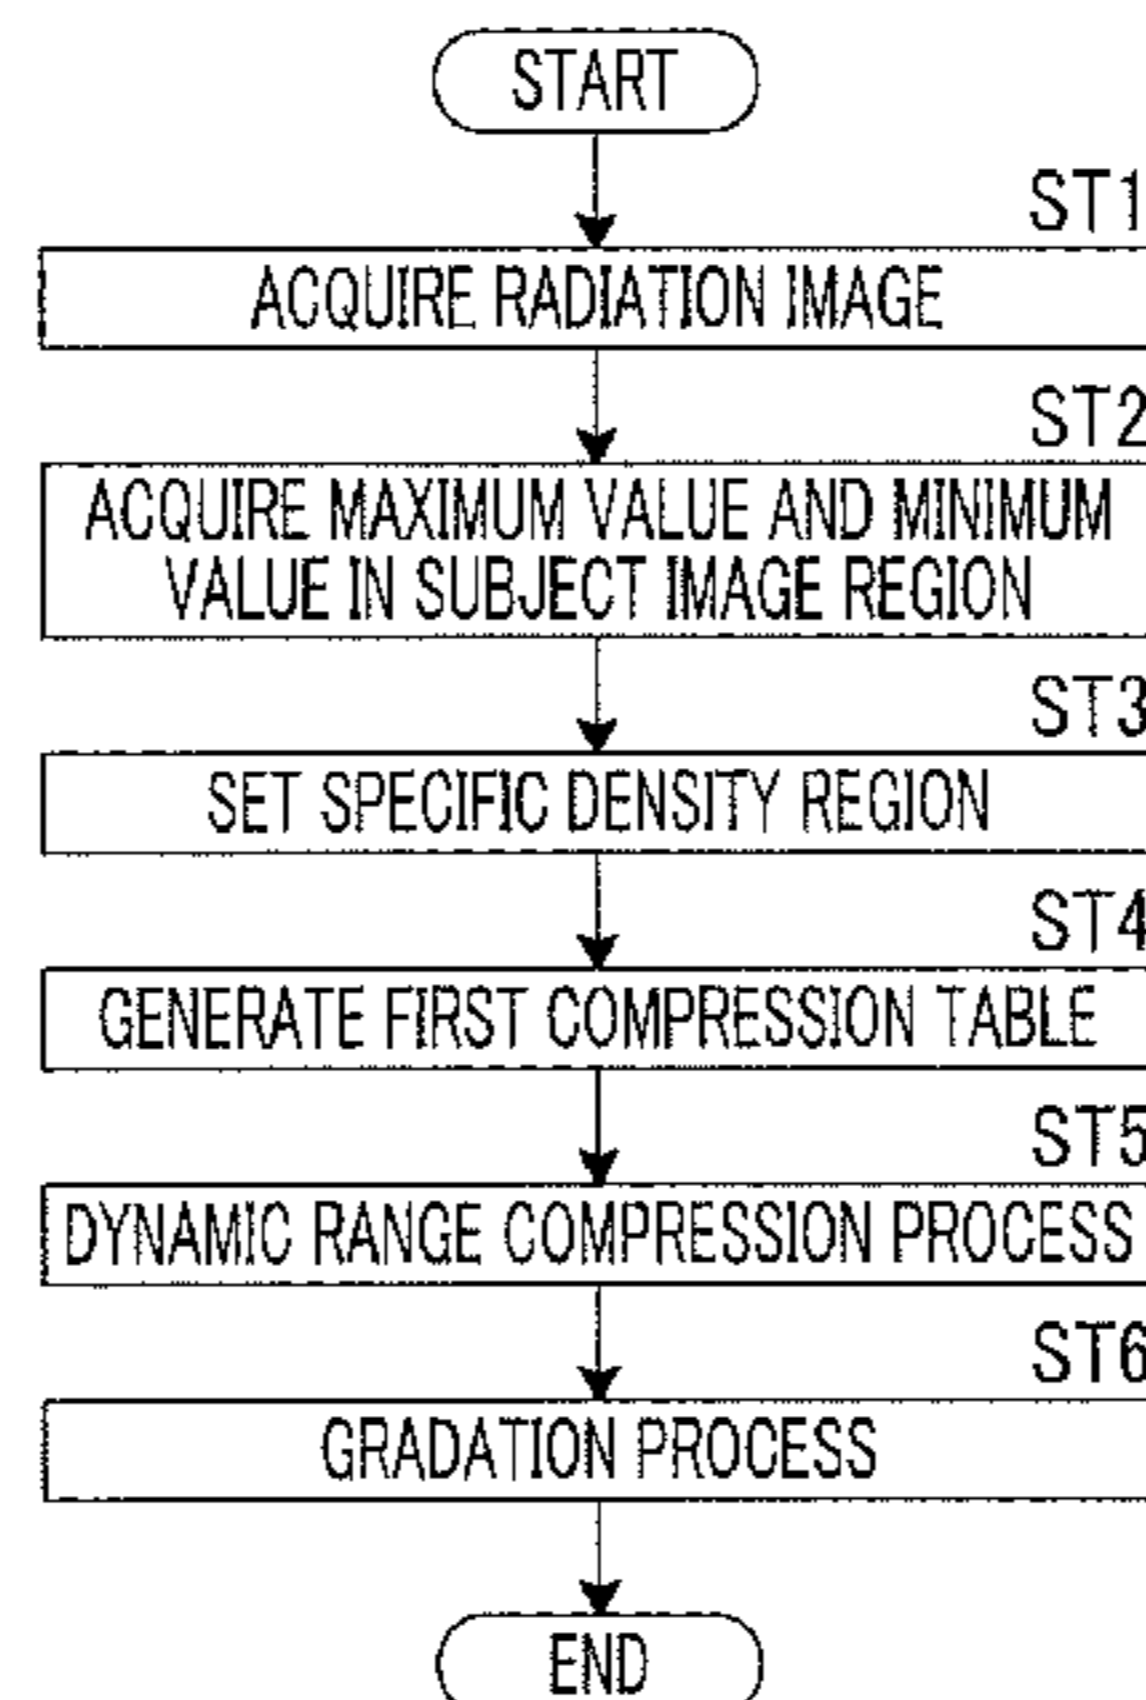 START
ST1
ACQUIRE RADIATION IMAGE
ST2
ACQUIRE MAXIMUM VALUE AND MINIMUM
VALUE IN SUBJECT IMAGE REGION
ST3
SET SPECIFIC DENSITY REGION
ST4
GENERATE FIRST COMPRESSION TABLE
ST5
DYNAMIC RANGE COMPRESSION PROCESS
ST6
GRADATION PROCESS
END